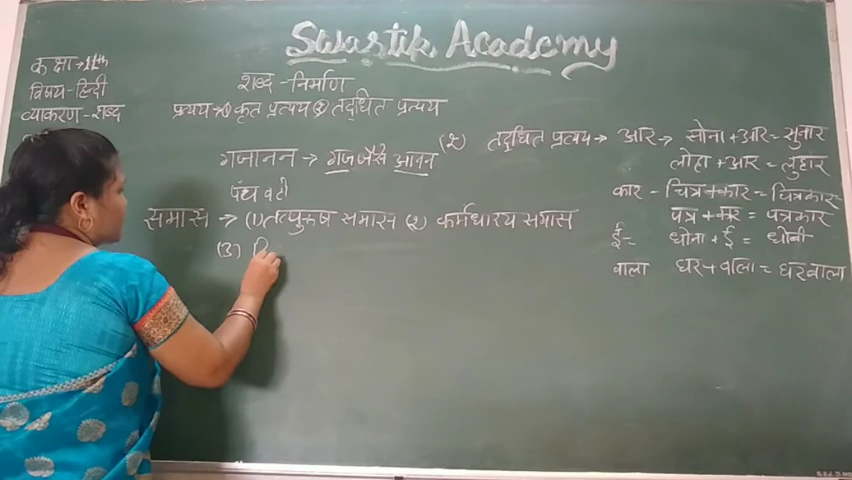 Swastik Academy
कक्षा → 11th
विषय - हिन्दी
व्याकरण - शब्द
शब्द - निर्माण
प्रत्यय → (1) कृत प्रत्यय (2) तद्धित प्रत्यय
गजानन → गज जैसे आनन
पंच वटी
समास → (1) तत्पुरूष समास (2) कर्मधारय समास
(3)
(2) तद्धित प्रत्यय → आर → सोना + आर = सुनार
लोहा + आर = लुहार
कार - चित्र + कार = चित्रकार
पत्र + कार = पत्रकार
ई = धोना + ई = धोबी
वाला घर + वाला = घरवाला